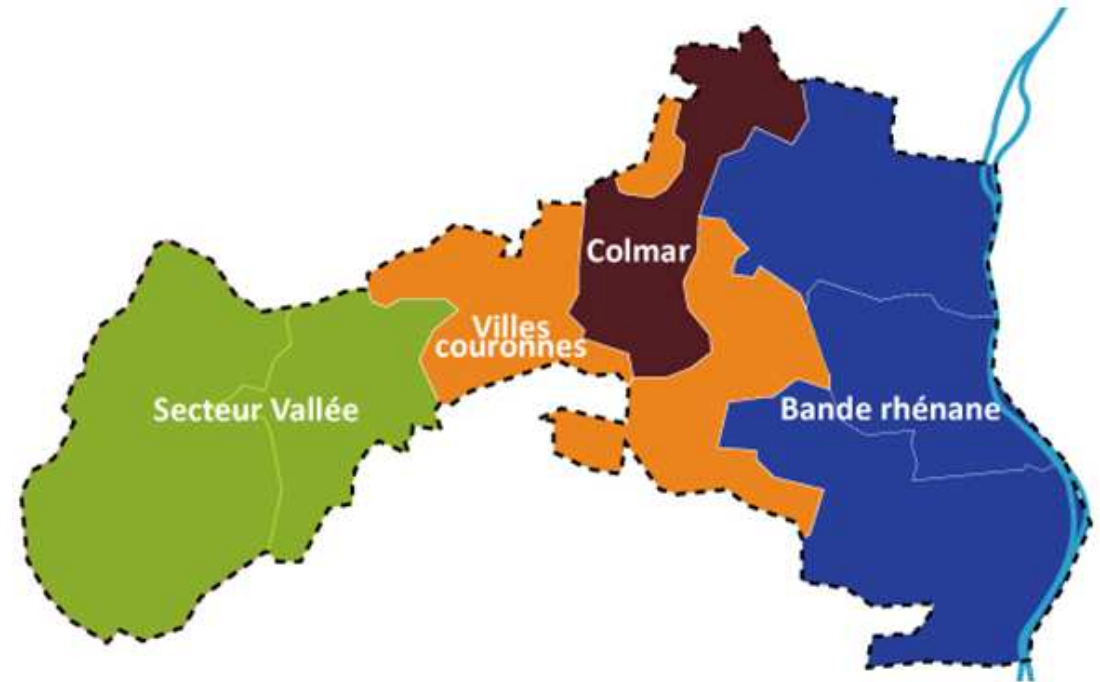 Colmar
Villes
couronnes
Secteur Vallée
Bande rhénane